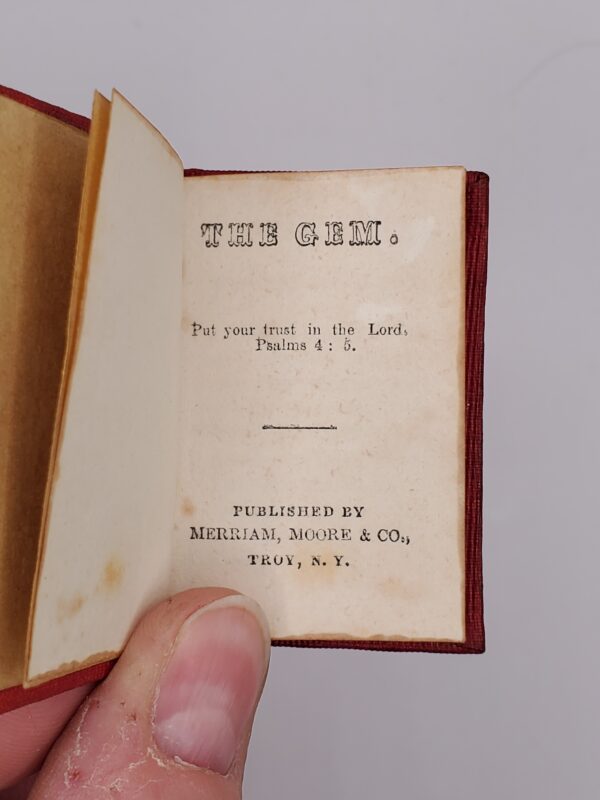 THE GEM.
Put your trust in the Lord,
Psalms 4 : 5.
PUBLISHED BY
MERRIAM, MOORE & CO.,
TROY, N. Y.